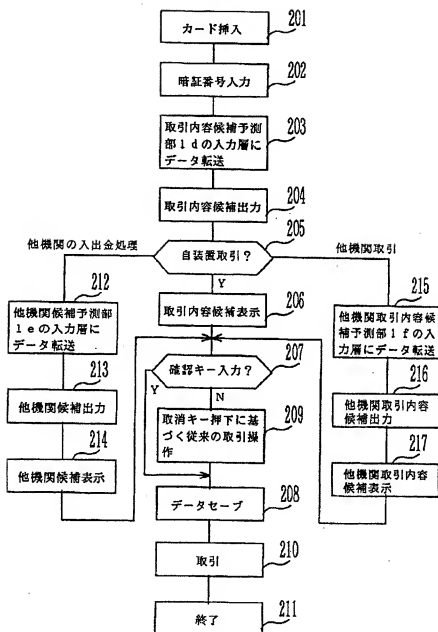 カード挿入
201
暗証番号入力
202
取引内容候補予測
部1dの入力層に
データ転送
203
取引内容候補出力
204
自装置取引?
205
他機関の入出金処理
他機関取引
Y
取引内容候補表示
206
212
他機関候補予測部
1eの入力層に
データ転送
213
他機関候補出力
214
他機関候補表示
215
他機関取引内容候
補予測部1fの入
力層にデータ転送
216
他機関取引内容
候補出力
217
他機関取引内容
候補表示
確認キー入力?
207
Y
N
取消キー押下に基
づく従来の取引操
作
209
データセーブ
208
取引
210
終了
211